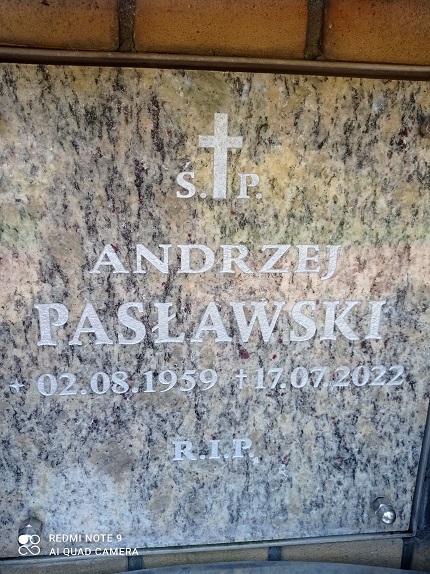 Ś. P.
ANDRZEJ
PASŁAWSKI
* 02.08.1959 † 17.07.2022
R.I.P.
REDMI NOTE 9
AI QUAD CAMERA